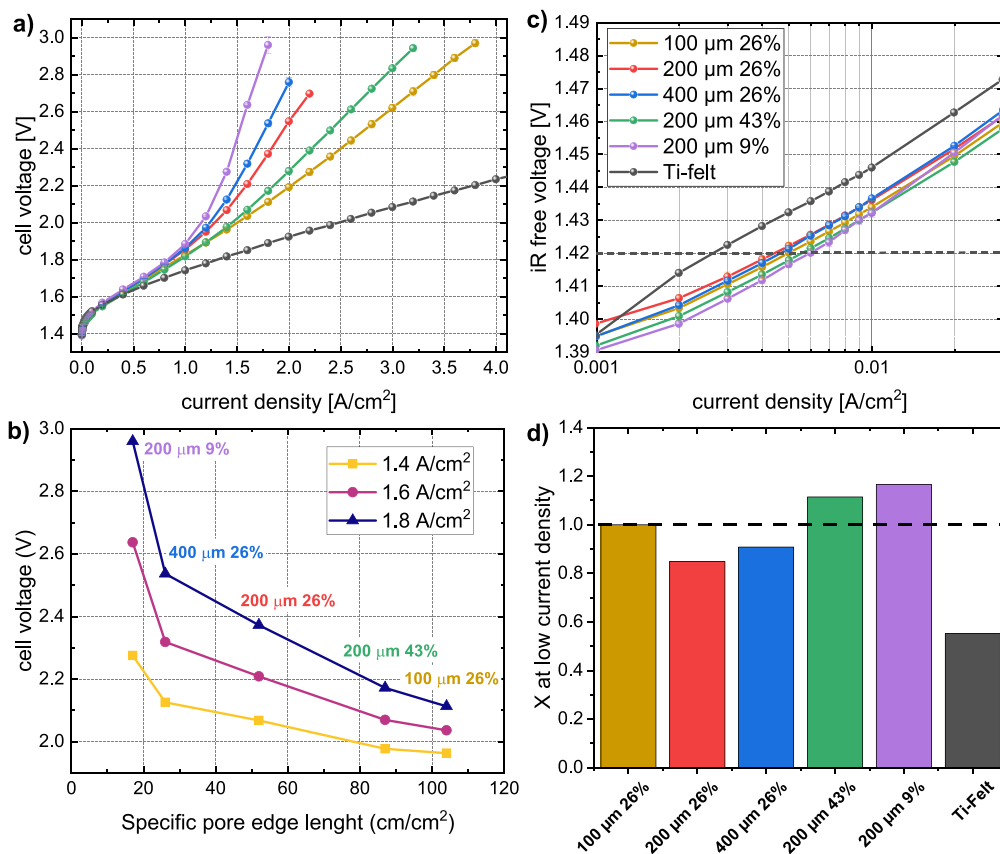 a)
3.0
2.8
2.6
2.4
2.2
2.0
1.8
1.6
1.4
cell voltage [V]
0.0 0.5 1.0 1.5 2.0 2.5 3.0 3.5 4.0
current density [A/cm²]
c)
1.49
1.48
1.47
1.46
1.45
1.44
1.43
1.42
1.41
1.40
1.39
iR free voltage [V]
100 µm 26%
200 µm 26%
400 µm 26%
200 µm 43%
200 µm 9%
Ti-felt
0.001 0.01
current density [A/cm²]
b)
3.0
2.8
2.6
2.4
2.2
2.0
cell voltage (V)
200 µm 9%
400 µm 26%
200 µm 26%
200 µm 43%
100 µm 26%
1.4 A/cm²
1.6 A/cm²
1.8 A/cm²
0 20 40 60 80 100 120
Specific pore edge lenght (cm/cm²)
d)
1.4
1.2
1.0
0.8
0.6
0.4
0.2
0.0
X at low current density
100 µm 26%
200 µm 26%
400 µm 26%
200 µm 43%
200 µm 9%
Ti-Felt